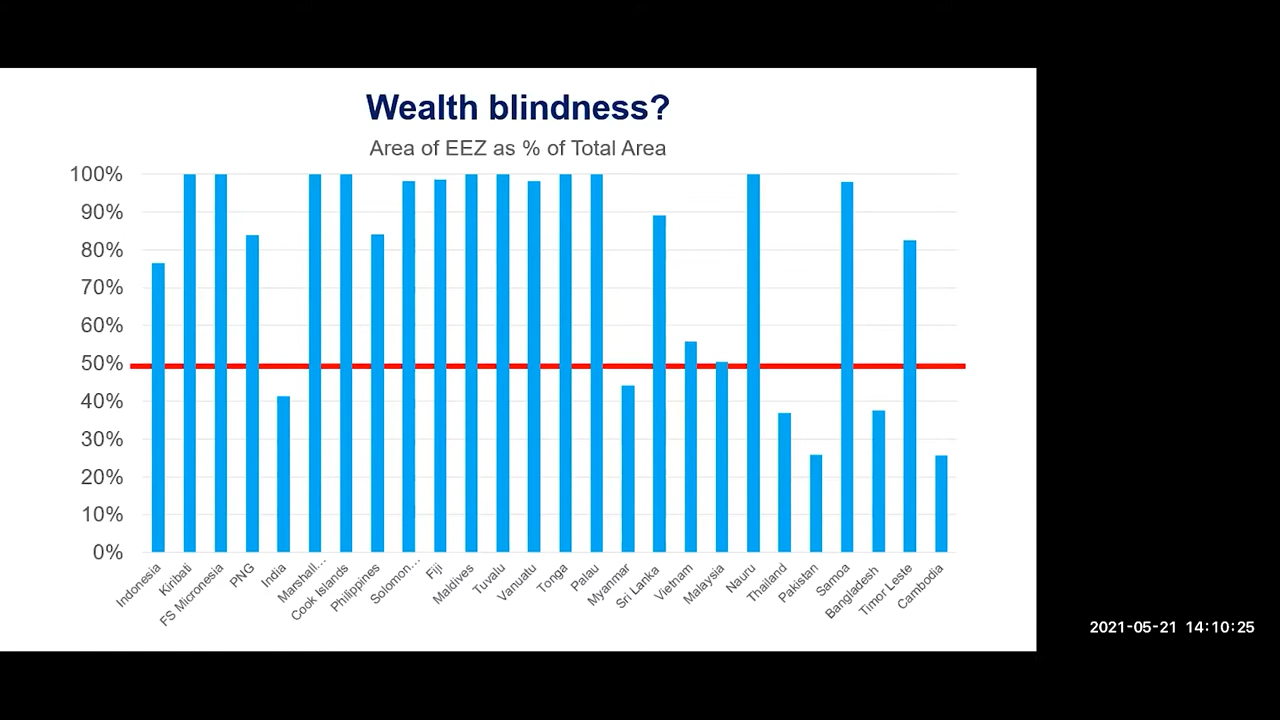 Wealth blindness?
Area of EEZ as % of Total Area
100%
90%
80%
70%
60%
50%
40%
30%
20%
10%
0%
Indonesia
Kiribati
FS Micronesia
PNG
India
Marshall...
Cook Islands
Philippines
Solomon...
Fiji
Maldives
Tuvalu
Vanuatu
Tonga
Palau
Myanmar
Sri Lanka
Vietnam
Malaysia
Nauru
Thailand
Pakistan
Samoa
Bangladesh
Timor Leste
Cambodia
2021-05-21 14:10:25